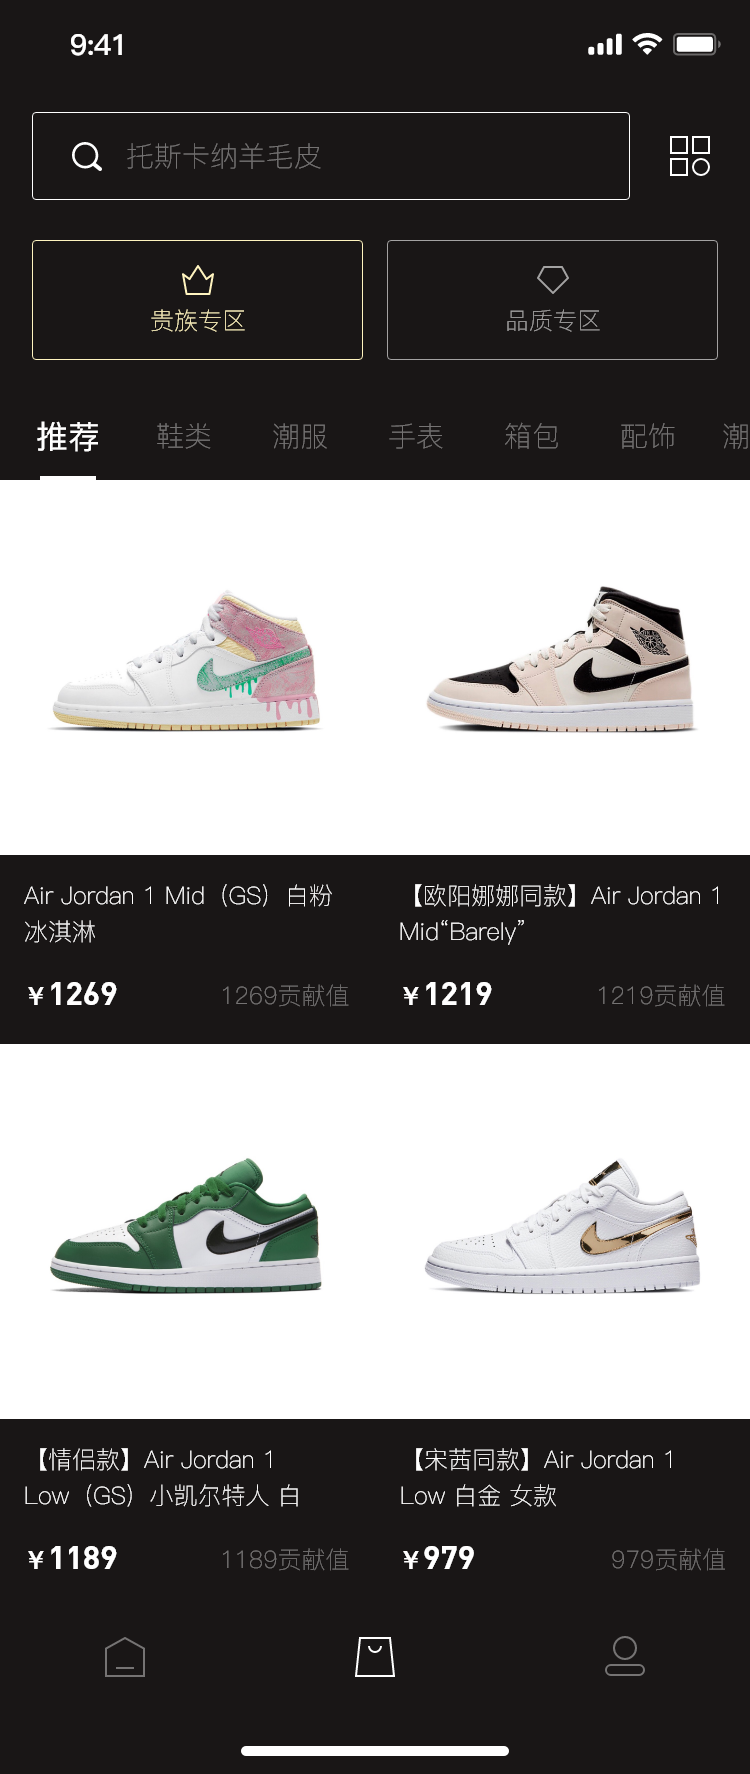 9:41
托斯卡纳羊毛皮
贵族专区
品质专区
推荐 鞋类 潮服 手表 箱包 配饰 潮
Air Jordan 1 Mid（GS）白粉
冰淇淋
¥1269 1269贡献值
【欧阳娜娜同款】Air Jordan 1
Mid“Barely”
¥1219 1219贡献值
【情侣款】Air Jordan 1
Low（GS）小凯尔特人 白
¥1189 1189贡献值
【宋茜同款】Air Jordan 1
Low 白金 女款
¥979 979贡献值